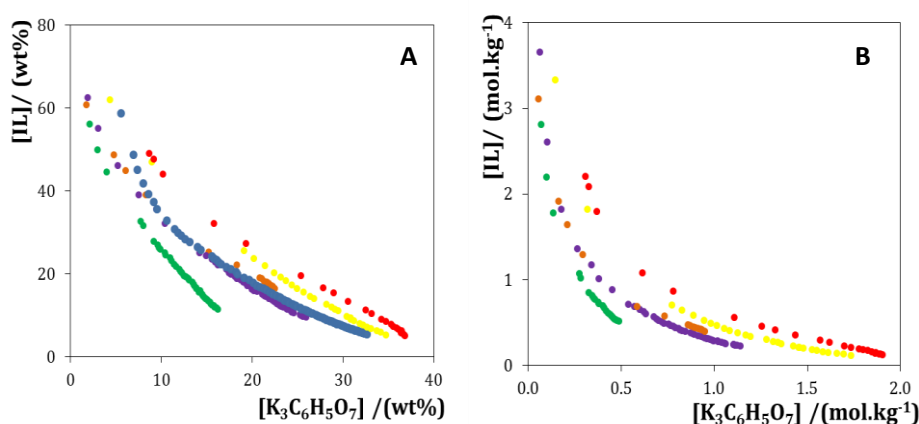 A
[IL]/ (wt%)
80
60
40
20
0
0 10 20 30 40
[K₃C₆H₅O₇] /(wt%)
B
[IL]/ (mol.kg⁻¹)
4
3
2
1
0
0.0 0.5 1.0 1.5 2.0
[K₃C₆H₅O₇] /(mol.kg⁻¹)